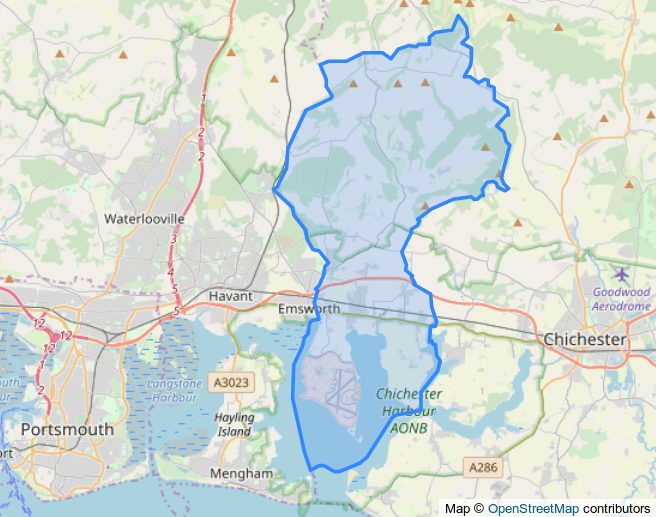 1
2
2
Waterlooville
3
4
5
5
Havant
Emsworth
Goodwood
Aerodrome
12
12
12
2
1
Chichester
Langstone
Harbour
A3023
Hayling
Island
Chichester
Harbour
AONB
Portsmouth
Mengham
A286
Map © OpenStreetMap contributors